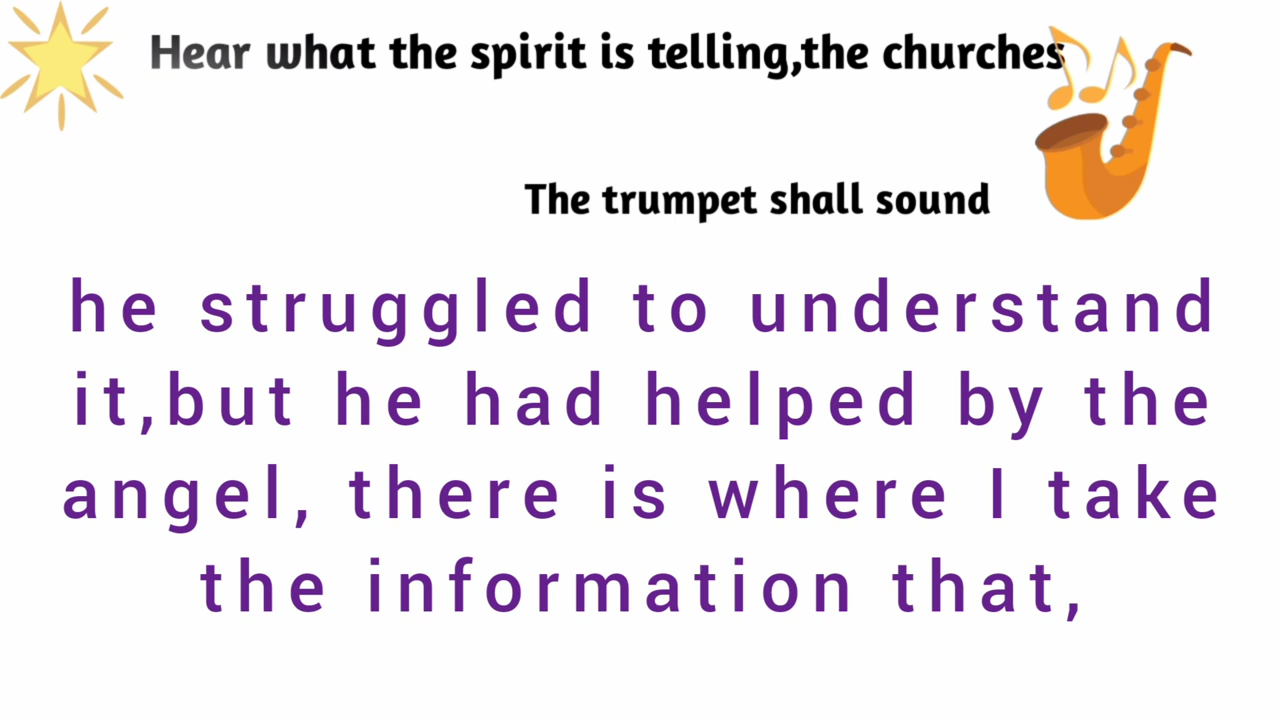 Hear what the spirit is telling,the churches
The trumpet shall sound
he struggled to understand
it,but he had helped by the
angel, there is where I take
the information that,